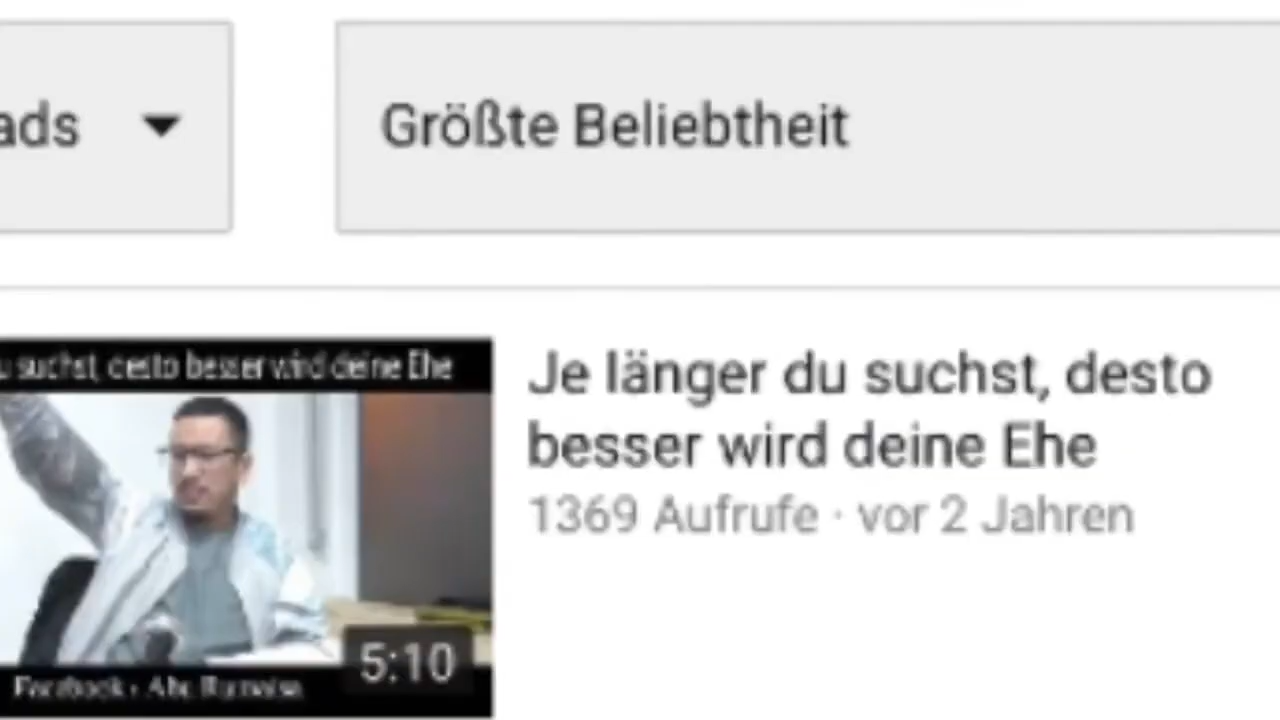 ads
Größte Beliebtheit
u suchst, desto besser wird deine Ehe
Je länger du suchst, desto
besser wird deine Ehe
1369 Aufrufe · vor 2 Jahren
5:10
Facebook